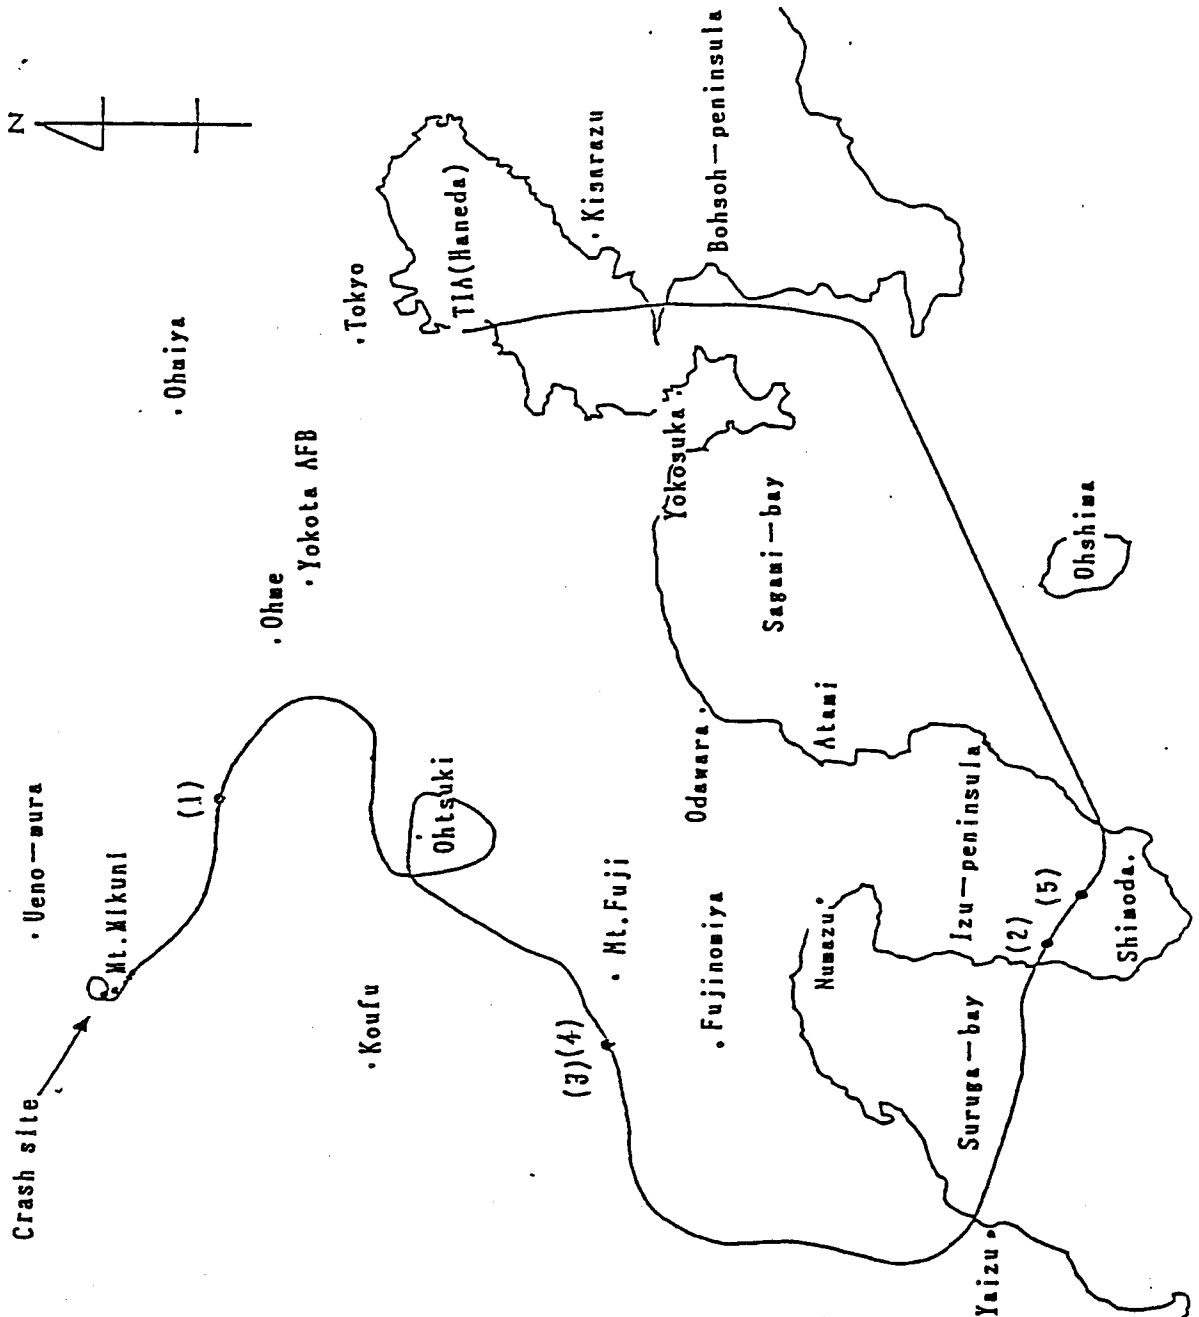 N
Crash site
Ueno-mura
Mt.Mikuni
(1)
Ohmiya
Ohme
Yokota AFB
Tokyo
TIA(Haneda)
Koufu
Ohtsuki
Kisarazu
(3)(4)
Mt.Fuji
Fujinomiya
Odawara
Yokosuka
Bohsoh-peninsula
Sagami-bay
Atami
Numazu
Izu-peninsula
Suruga-bay
(2)
(5)
Shimoda
Ohshima
Yaizu